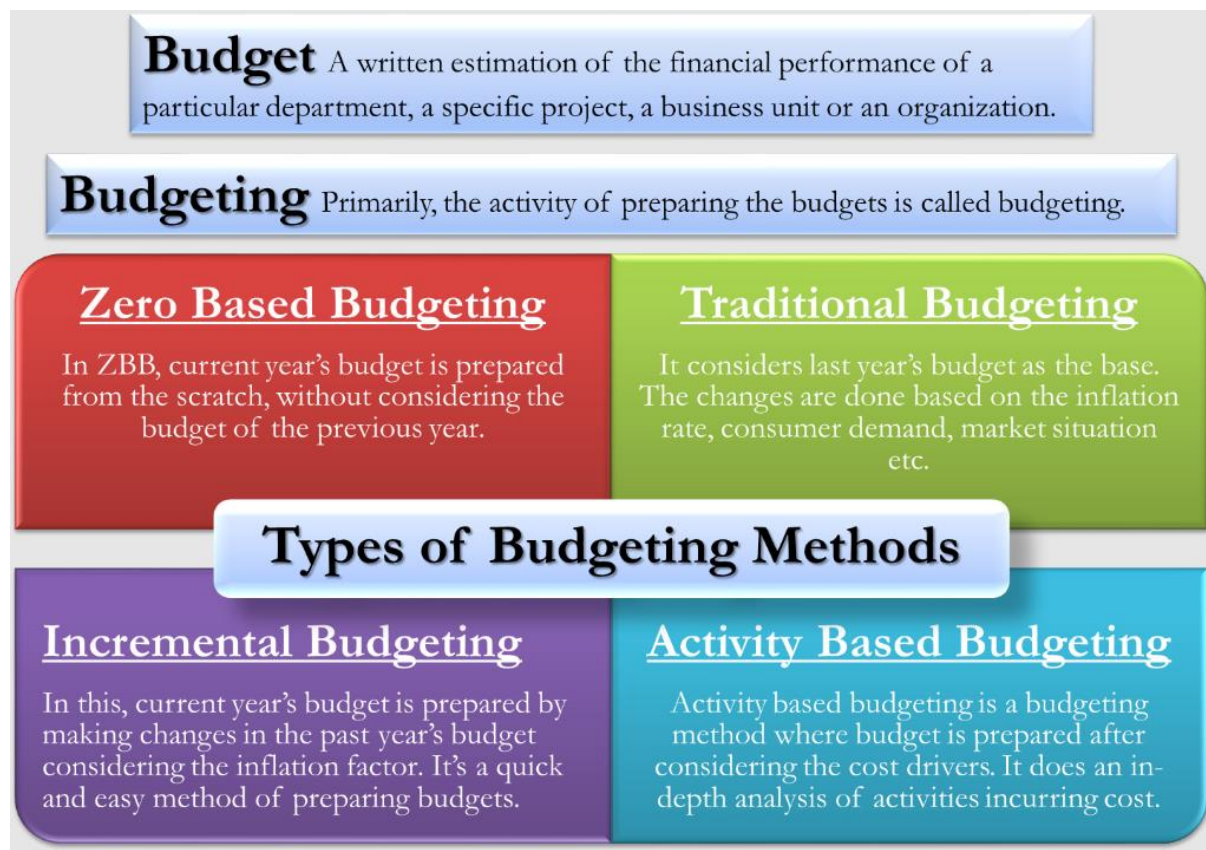 Budget A written estimation of the financial performance of a
particular department, a specific project, a business unit or an organization.
Budgeting Primarily, the activity of preparing the budgets is called budgeting.
Zero Based Budgeting
In ZBB, current year's budget is prepared
from the scratch, without considering the
budget of the previous year.
Traditional Budgeting
It considers last year's budget as the base.
The changes are done based on the inflation
rate, consumer demand, market situation
etc.
Types of Budgeting Methods
Incremental Budgeting
In this, current year's budget is prepared by
making changes in the past year's budget
considering the inflation factor. It's a quick
and easy method of preparing budgets.
Activity Based Budgeting
Activity based budgeting is a budgeting
method where budget is prepared after
considering the cost drivers. It does an in-
depth analysis of activities incurring cost.